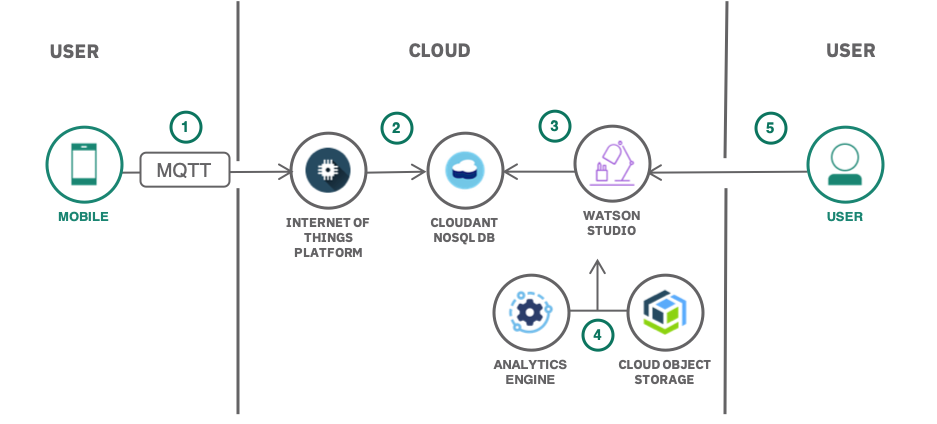 USER
CLOUD
USER
1
2
3
5
MQTT
MOBILE
INTERNET OF
THINGS
PLATFORM
CLOUDANT
NOSQL DB
WATSON
STUDIO
USER
4
ANALYTICS
ENGINE
CLOUD OBJECT
STORAGE